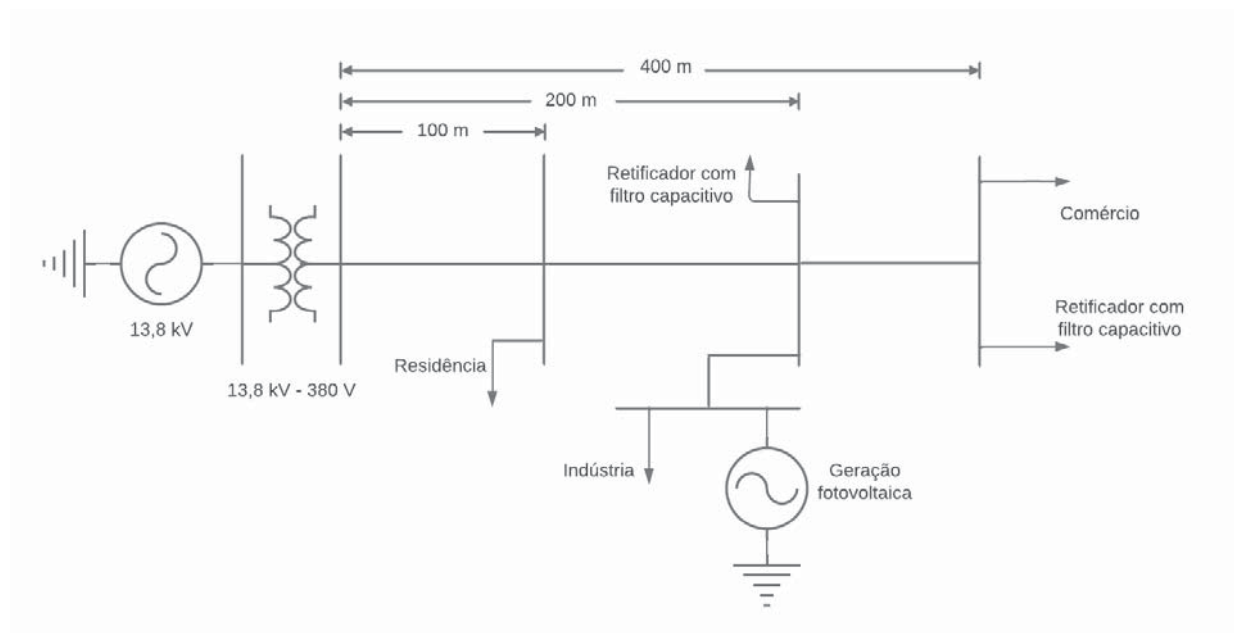 400 m
200 m
100 m
Retificador com
filtro capacitivo
Comércio
13,8 kV
Residência
Retificador com
filtro capacitivo
13,8 kV - 380 V
Indústria
Geração
fotovoltaica